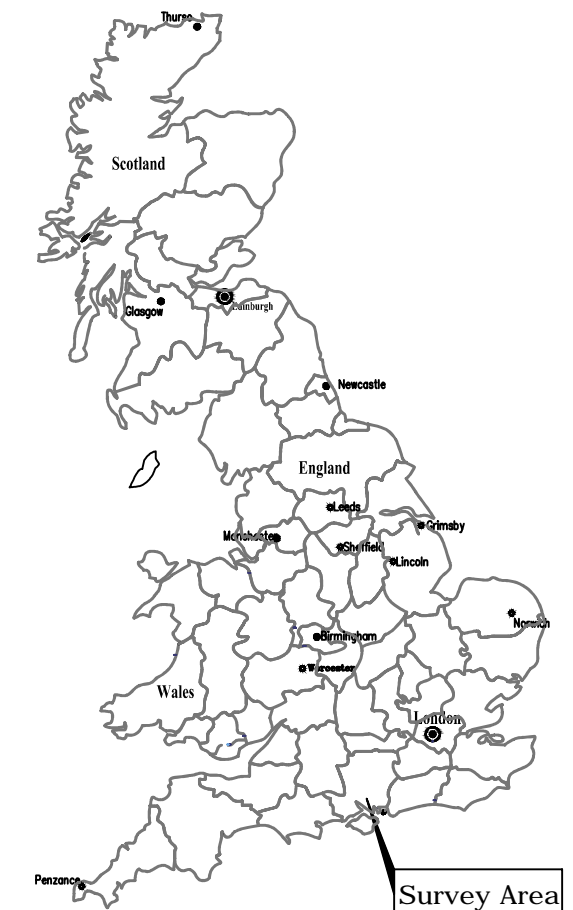 Thurso
Scotland
Glasgow
Edinburgh
Newcastle
England
Leeds
Manchester
Grimsby
Sheffield
Lincoln
Norwich
Birmingham
Worcester
Wales
London
Penzance
Survey Area